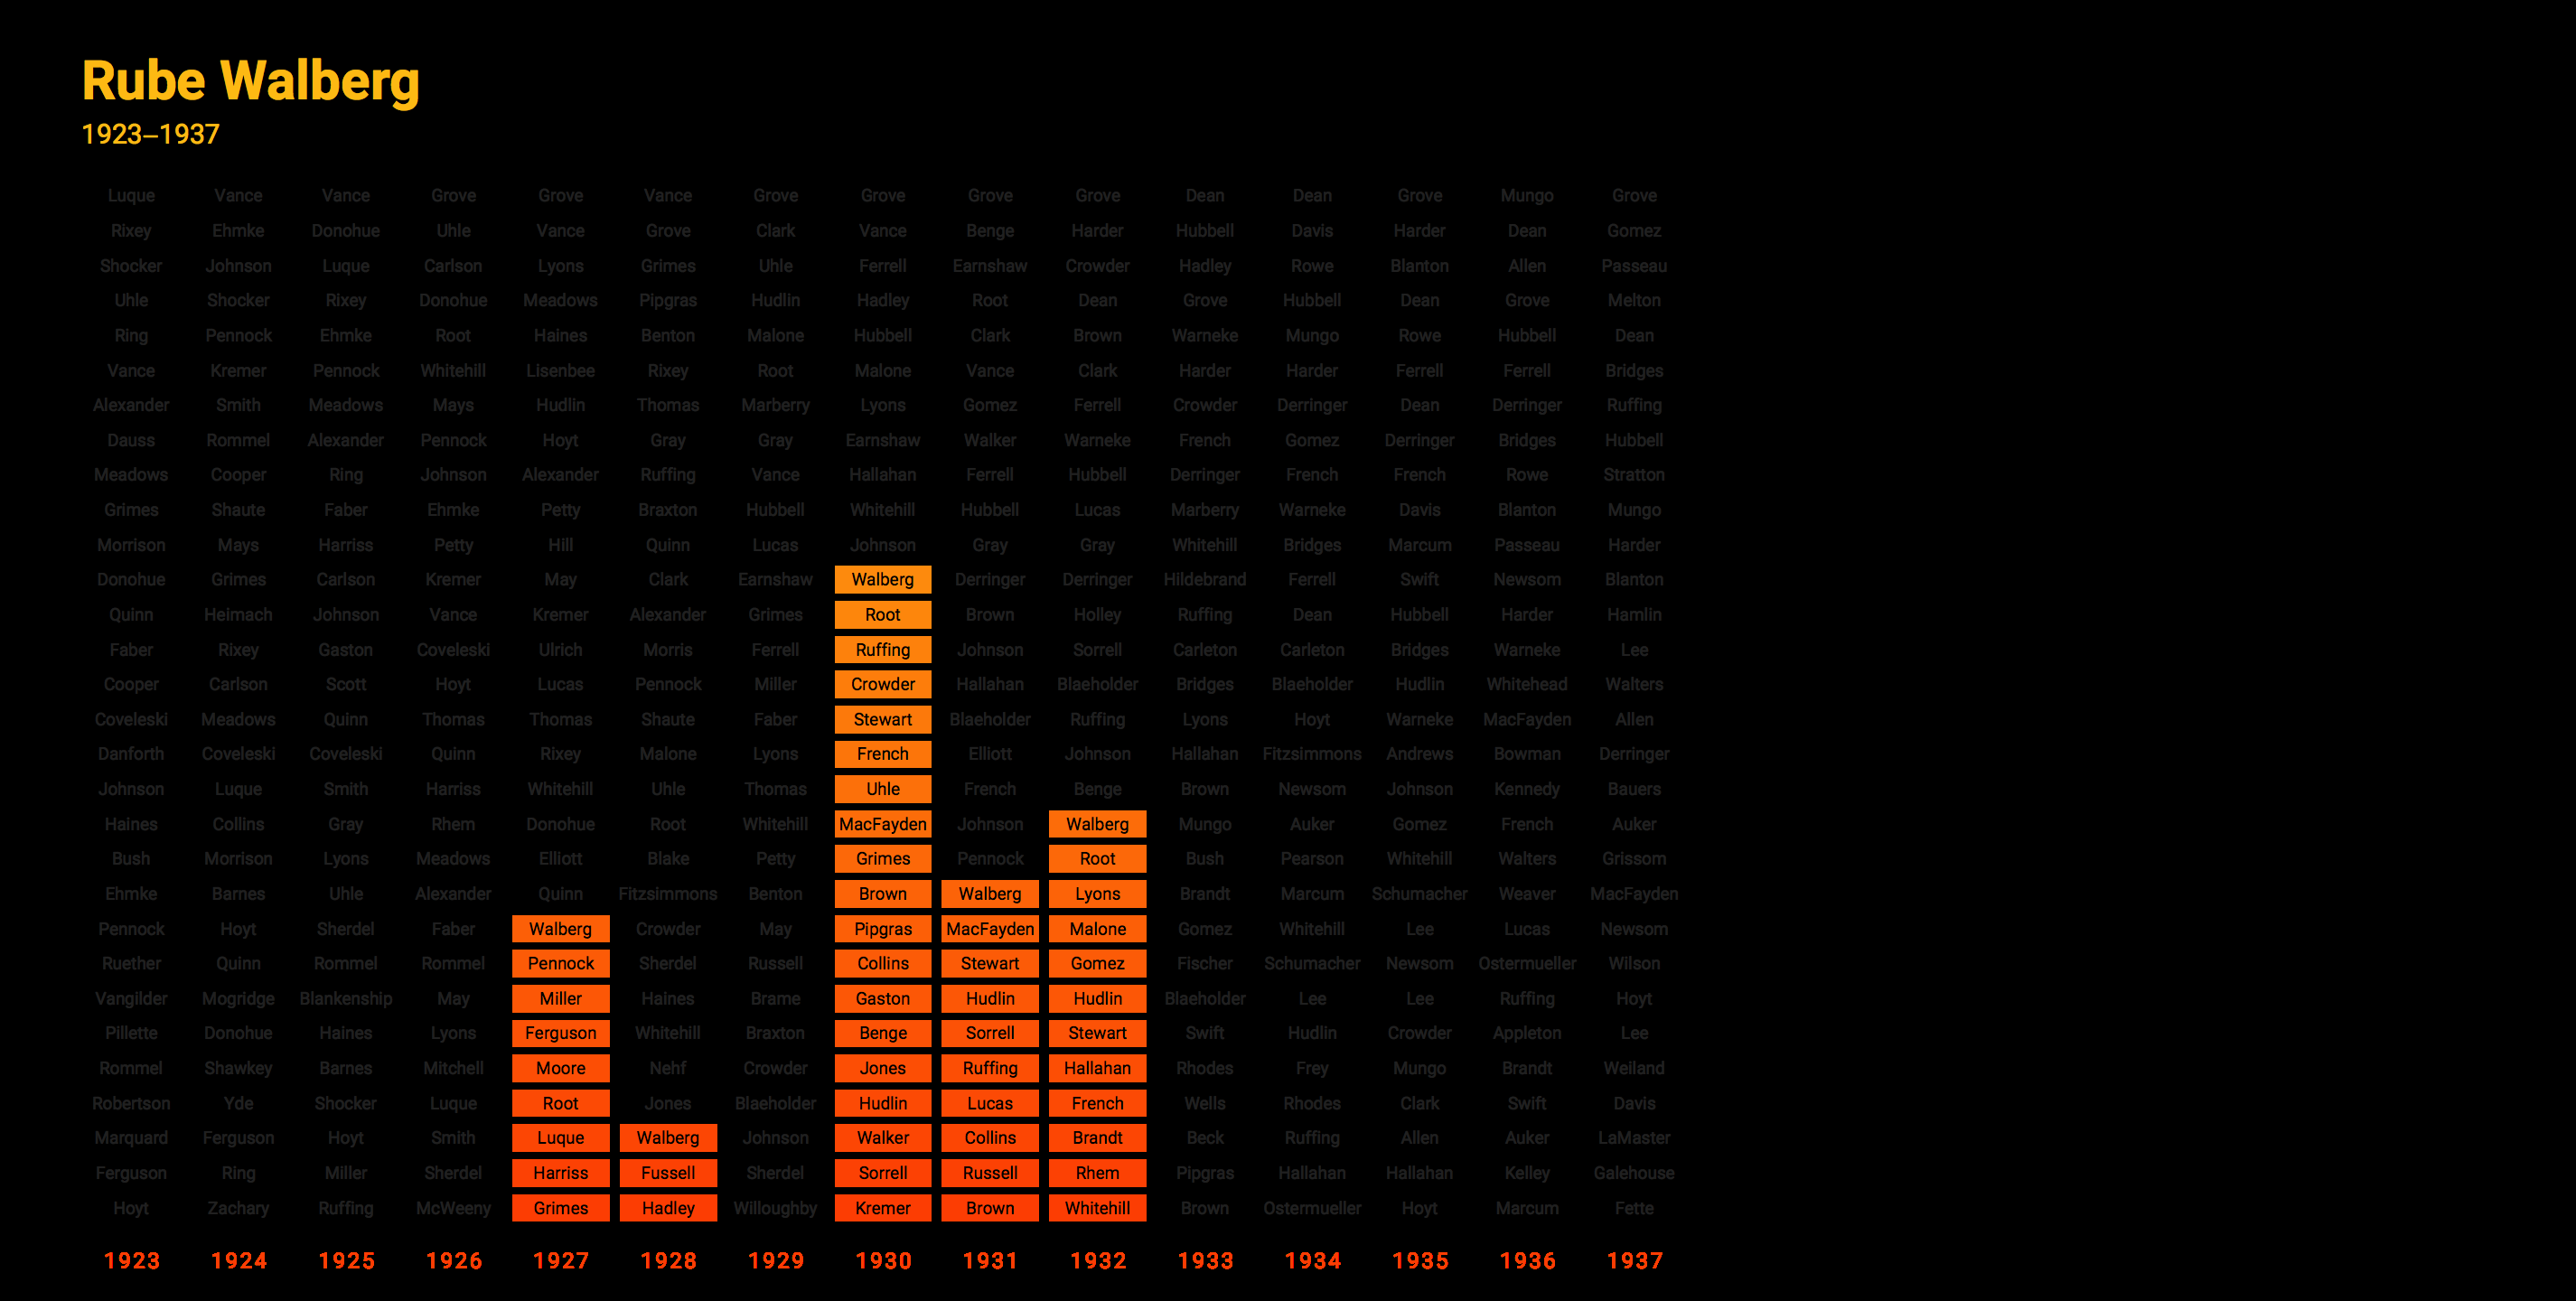 Rube Walberg
1923–1937
Luque Vance Vance Grove Grove Vance Grove Grove Grove Grove Dean Dean Grove Mungo Grove
Rixey Ehmke Donohue Uhle Vance Grove Clark Vance Benge Harder Hubbell Davis Harder Dean Gomez
Shocker Johnson Luque Carlson Lyons Grimes Uhle Ferrell Earnshaw Crowder Hadley Rowe Blanton Allen Passeau
Uhle Shocker Rixey Donohue Meadows Pipgras Hudlin Hadley Root Dean Grove Hubbell Dean Grove Melton
Ring Pennock Ehmke Root Haines Benton Malone Hubbell Clark Brown Warneke Mungo Rowe Hubbell Dean
Vance Kremer Pennock Whitehill Lisenbee Rixey Root Malone Vance Clark Harder Harder Ferrell Ferrell Bridges
Alexander Smith Meadows Mays Hudlin Thomas Marberry Lyons Gomez Ferrell Crowder Derringer Dean Derringer Ruffing
Dauss Rommel Alexander Pennock Hoyt Gray Gray Earnshaw Walker Warneke French Gomez Derringer Bridges Hubbell
Meadows Cooper Ring Johnson Alexander Ruffing Vance Hallahan Ferrell Hubbell Derringer French French Rowe Stratton
Grimes Shaute Faber Ehmke Petty Braxton Hubbell Whitehill Hubbell Lucas Marberry Warneke Davis Blanton Mungo
Morrison Mays Harriss Petty Hill Quinn Lucas Johnson Gray Gray Whitehill Bridges Marcum Passeau Harder
Donohue Grimes Carlson Kremer May Clark Earnshaw Walberg Derringer Derringer Hildebrand Ferrell Swift Newsom Blanton
Quinn Heimach Johnson Vance Kremer Alexander Grimes Root Brown Holley Ruffing Dean Hubbell Harder Hamlin
Faber Rixey Gaston Coveleski Ulrich Morris Ferrell Ruffing Johnson Sorrell Carleton Carleton Bridges Warneke Lee
Cooper Carlson Scott Hoyt Lucas Pennock Miller Crowder Hallahan Blaeholder Bridges Blaeholder Hudlin Whitehead Walters
Coveleski Meadows Quinn Thomas Thomas Shaute Faber Stewart Blaeholder Ruffing Lyons Hoyt Warneke MacFayden Allen
Danforth Coveleski Coveleski Quinn Rixey Malone Lyons French Elliott Johnson Hallahan Fitzsimmons Andrews Bowman Derringer
Johnson Luque Smith Harriss Whitehill Uhle Thomas Uhle French Benge Brown Newsom Johnson Kennedy Bauers
Haines Collins Gray Rhem Donohue Root Whitehill MacFayden Johnson Walberg Mungo Auker Gomez French Auker
Bush Morrison Lyons Meadows Elliott Blake Petty Grimes Pennock Root Bush Pearson Whitehill Walters Grissom
Ehmke Barnes Uhle Alexander Quinn Fitzsimmons Benton Brown Walberg Lyons Brandt Marcum Schumacher Weaver MacFayden
Pennock Hoyt Sherdel Faber Walberg Crowder May Pipgras MacFayden Malone Gomez Whitehill Lee Lucas Newsom
Ruether Quinn Rommel Rommel Pennock Sherdel Russell Collins Stewart Gomez Fischer Schumacher Newsom Ostermueller Wilson
Vangilder Mogridge Blankenship May Miller Haines Brame Gaston Hudlin Hudlin Blaeholder Lee Lee Ruffing Hoyt
Pillette Donohue Haines Lyons Ferguson Whitehill Braxton Benge Sorrell Stewart Swift Hudlin Crowder Appleton Lee
Rommel Shawkey Barnes Mitchell Moore Nehf Crowder Jones Ruffing Hallahan Rhodes Frey Mungo Brandt Weiland
Robertson Yde Shocker Luque Root Jones Blaeholder Hudlin Lucas French Wells Rhodes Clark Swift Davis
Marquard Ferguson Hoyt Smith Luque Walberg Johnson Walker Collins Brandt Beck Ruffing Allen Auker LaMaster
Ferguson Ring Miller Sherdel Harriss Fussell Sherdel Sorrell Russell Rhem Pipgras Hallahan Hallahan Kelley Galehouse
Hoyt Zachary Ruffing McWeeny Grimes Hadley Willoughby Kremer Brown Whitehill Brown Ostermueller Hoyt Marcum Fette
1923 1924 1925 1926 1927 1928 1929 1930 1931 1932 1933 1934 1935 1936 1937